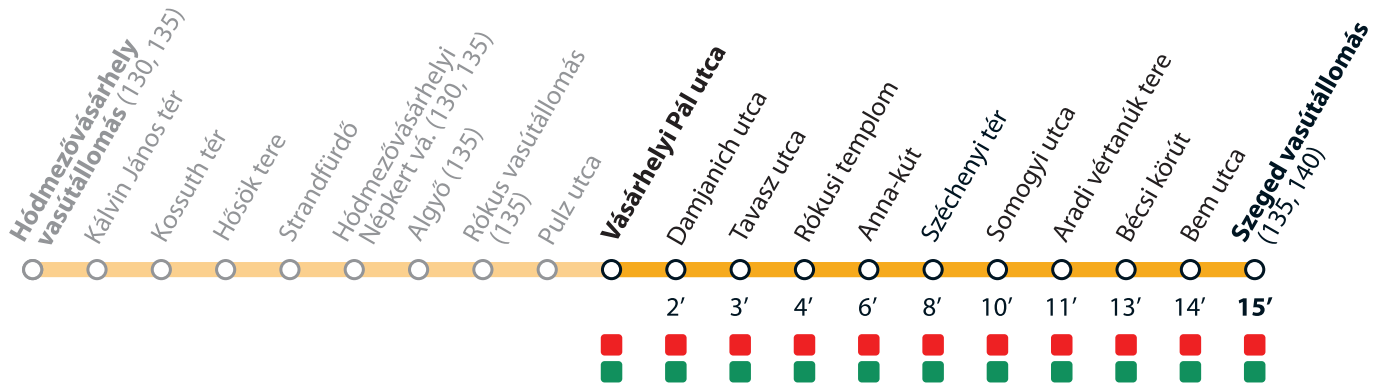 Hódmezővásárhely
vasútállomás (130, 135)
Kálvin János tér
Kossuth tér
Hősök tere
Strandfürdő
Hódmezővásárhelyi
Népkert vá. (130, 135)
Algyő (135)
Rókus vasútállomás
(135)
Pulz utca
Vásárhelyi Pál utca
Damjanich utca
Tavasz utca
Rókusi templom
Anna-kút
Széchenyi tér
Somogyi utca
Aradi vértanúk tere
Bécsi körút
Bem utca
Szeged vasútállomás
(135, 140)
2’ 3’ 4’ 6’ 8’ 10’ 11’ 13’ 14’ 15’